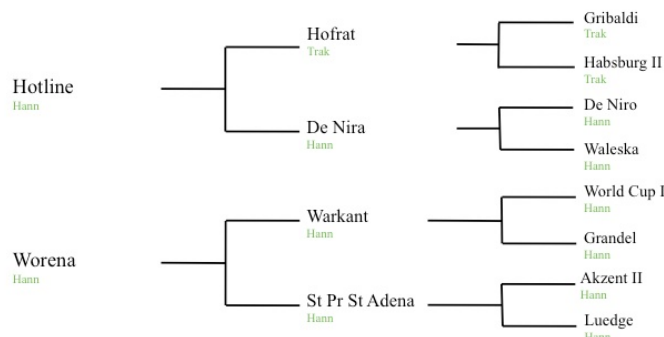 Gribaldi
Trak
Hofrat
Trak
Habsburg II
Trak
Hotline
Hann
De Niro
Hann
De Nira
Hann
Waleska
Hann
World Cup I
Hann
Warkant
Hann
Grandel
Hann
Worena
Hann
Akzent II
Hann
St Pr St Adena
Hann
Luedge
Hann